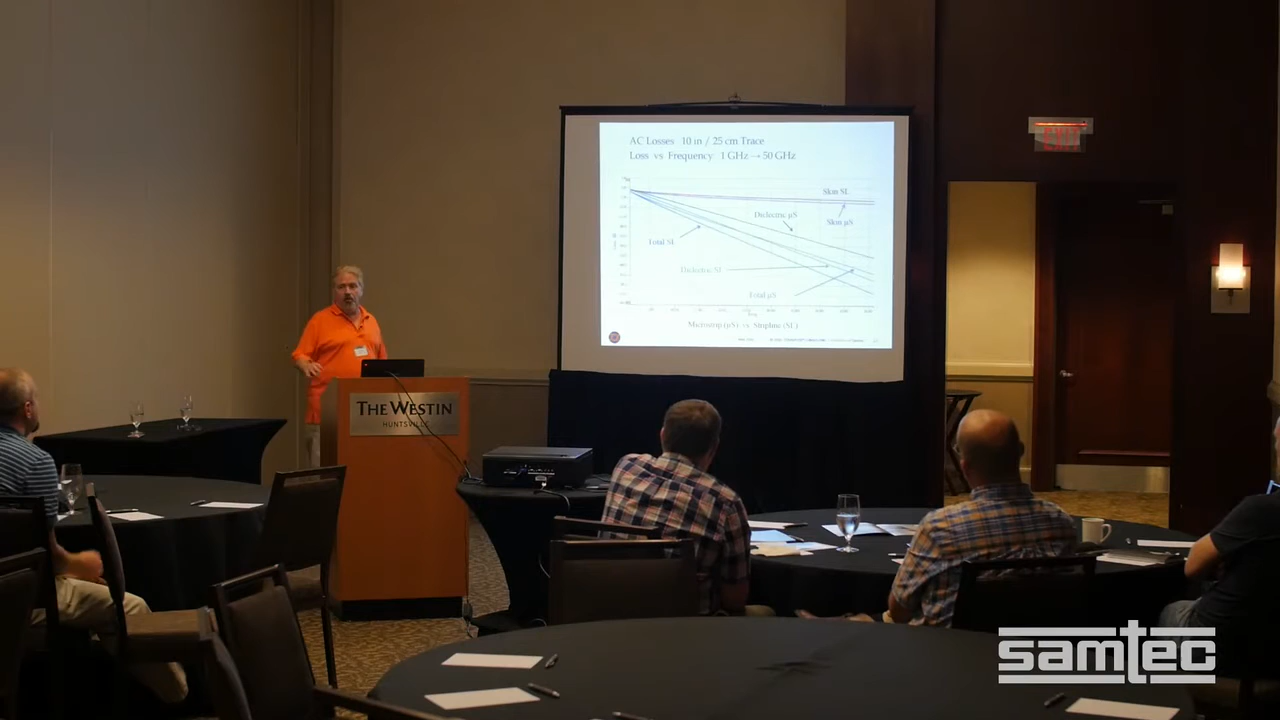 AC Losses 10 in / 25 cm Trace
Loss vs Frequency: 1 GHz → 50 GHz
Skin SL
Dielectric µS
Skin µS
Total SL
Dielectric SL
Total µS
Microstrip (µS) vs Stripline (SL)
EXIT
THE WESTIN
HUNTSVILLE
samtec